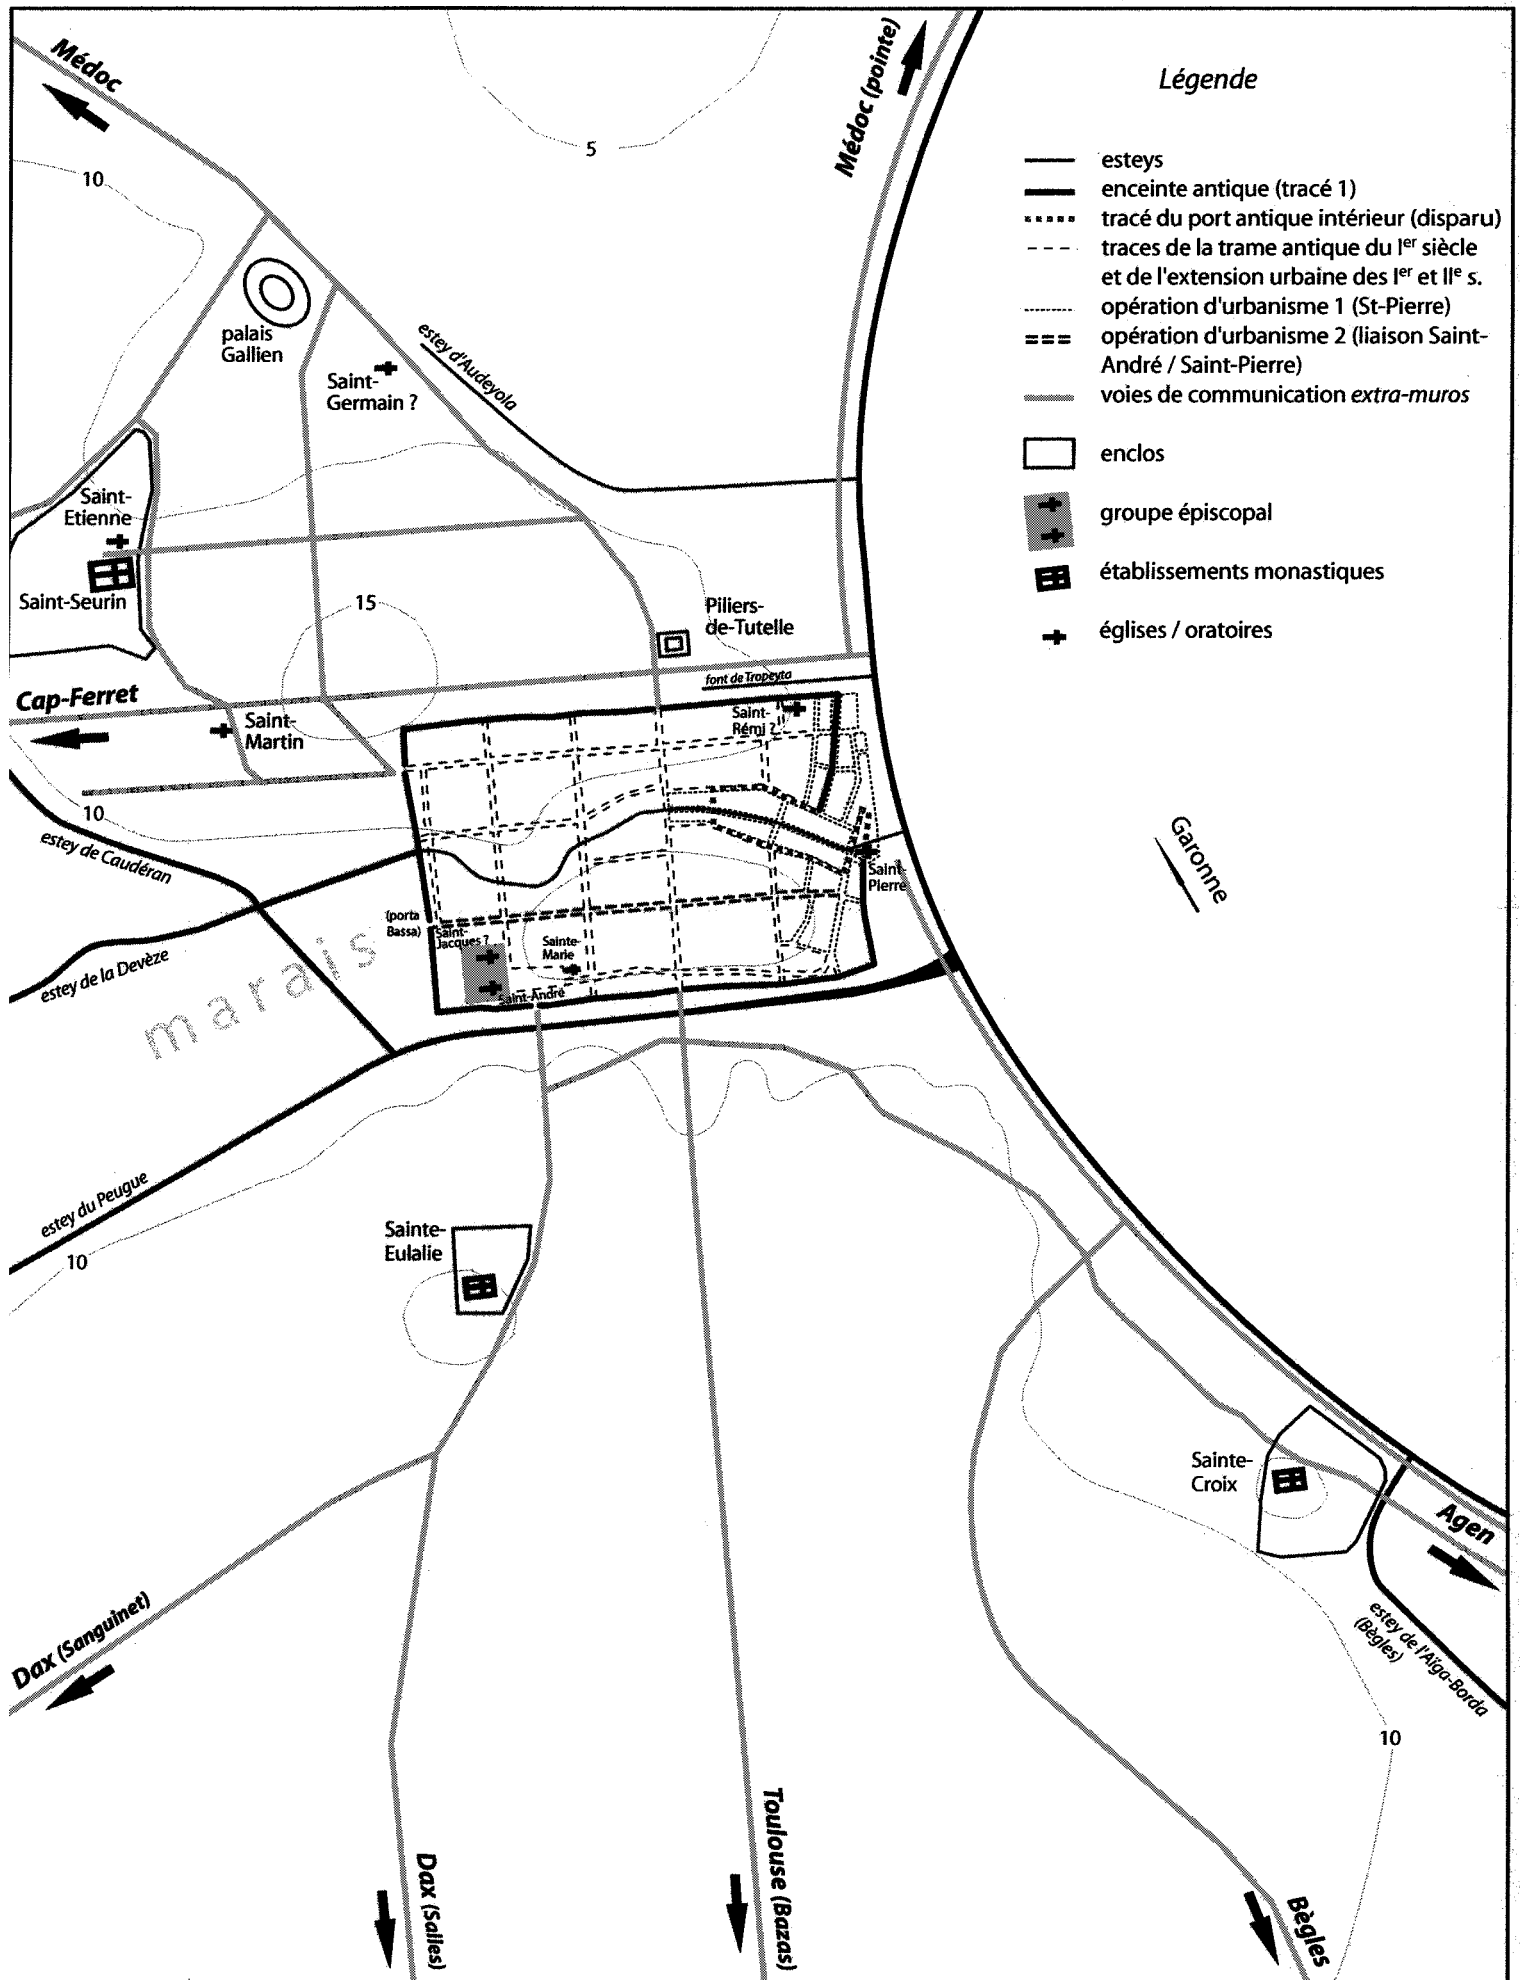 Médoc
Médoc (pointe)
5
10
Légende
esteys
enceinte antique (tracé 1)
tracé du port antique intérieur (disparu)
traces de la trame antique du Ier siècle
et de l'extension urbaine des Ier et IIe s.
opération d'urbanisme 1 (St-Pierre)
opération d'urbanisme 2 (liaison Saint-
André / Saint-Pierre)
voies de communication extra-muros
enclos
groupe épiscopal
établissements monastiques
églises / oratoires
palais
Gallien
Saint-
Germain ?
estey d'Audeyola
Saint-
Etienne
Saint-Seurin
15
Piliers-
de-Tutelle
font de Tropeyta
Cap-Ferret
Saint-
Martin
Saint-
Rémi ?
10
estey de Caudéran
Saint-
Pierre
Garonne
(porta
Bassa)
Saint-
Jacques ?
Sainte-
Marie
Saint-André
estey de la Devèze
marais
estey du Peugue
10
Sainte-
Eulalie
Sainte-
Croix
Agen
estey de l'Aïga-Borda
(Bègles)
10
Dax (Sanguinet)
Dax (Salles)
Toulouse (Bazas)
Bègles